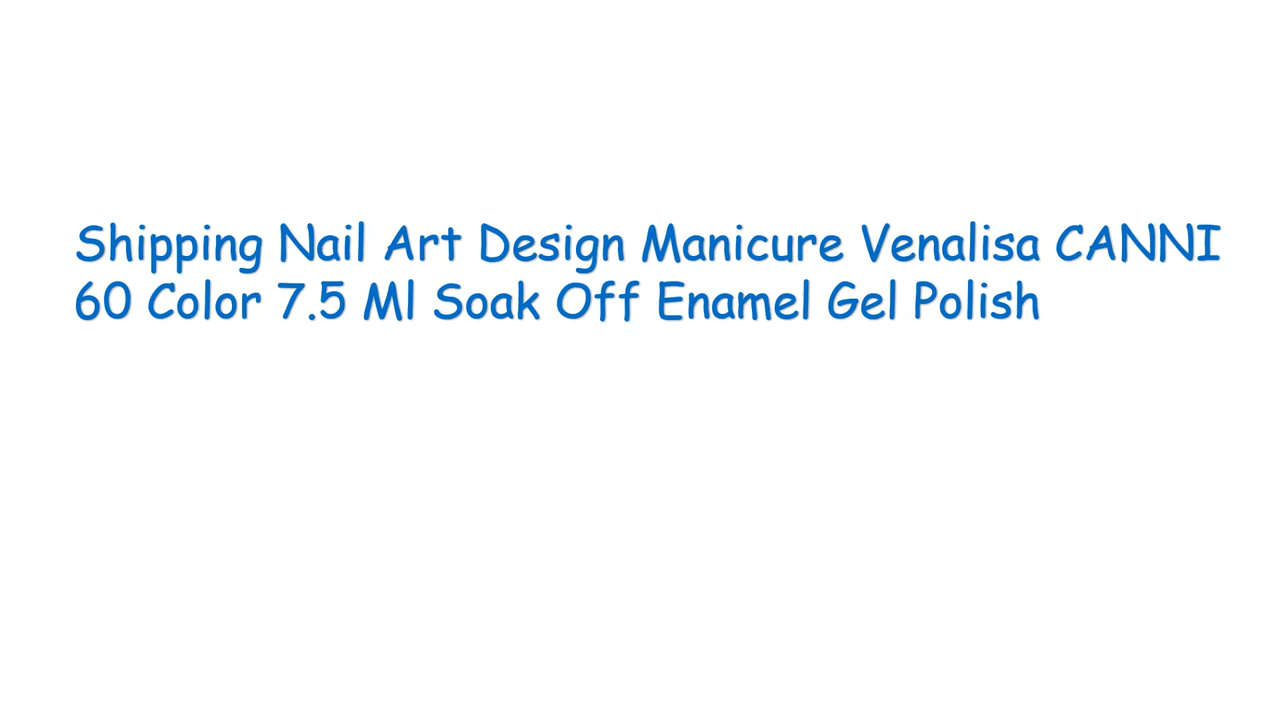 Shipping Nail Art Design Manicure Venalisa CANNI
60 Color 7.5 Ml Soak Off Enamel Gel Polish